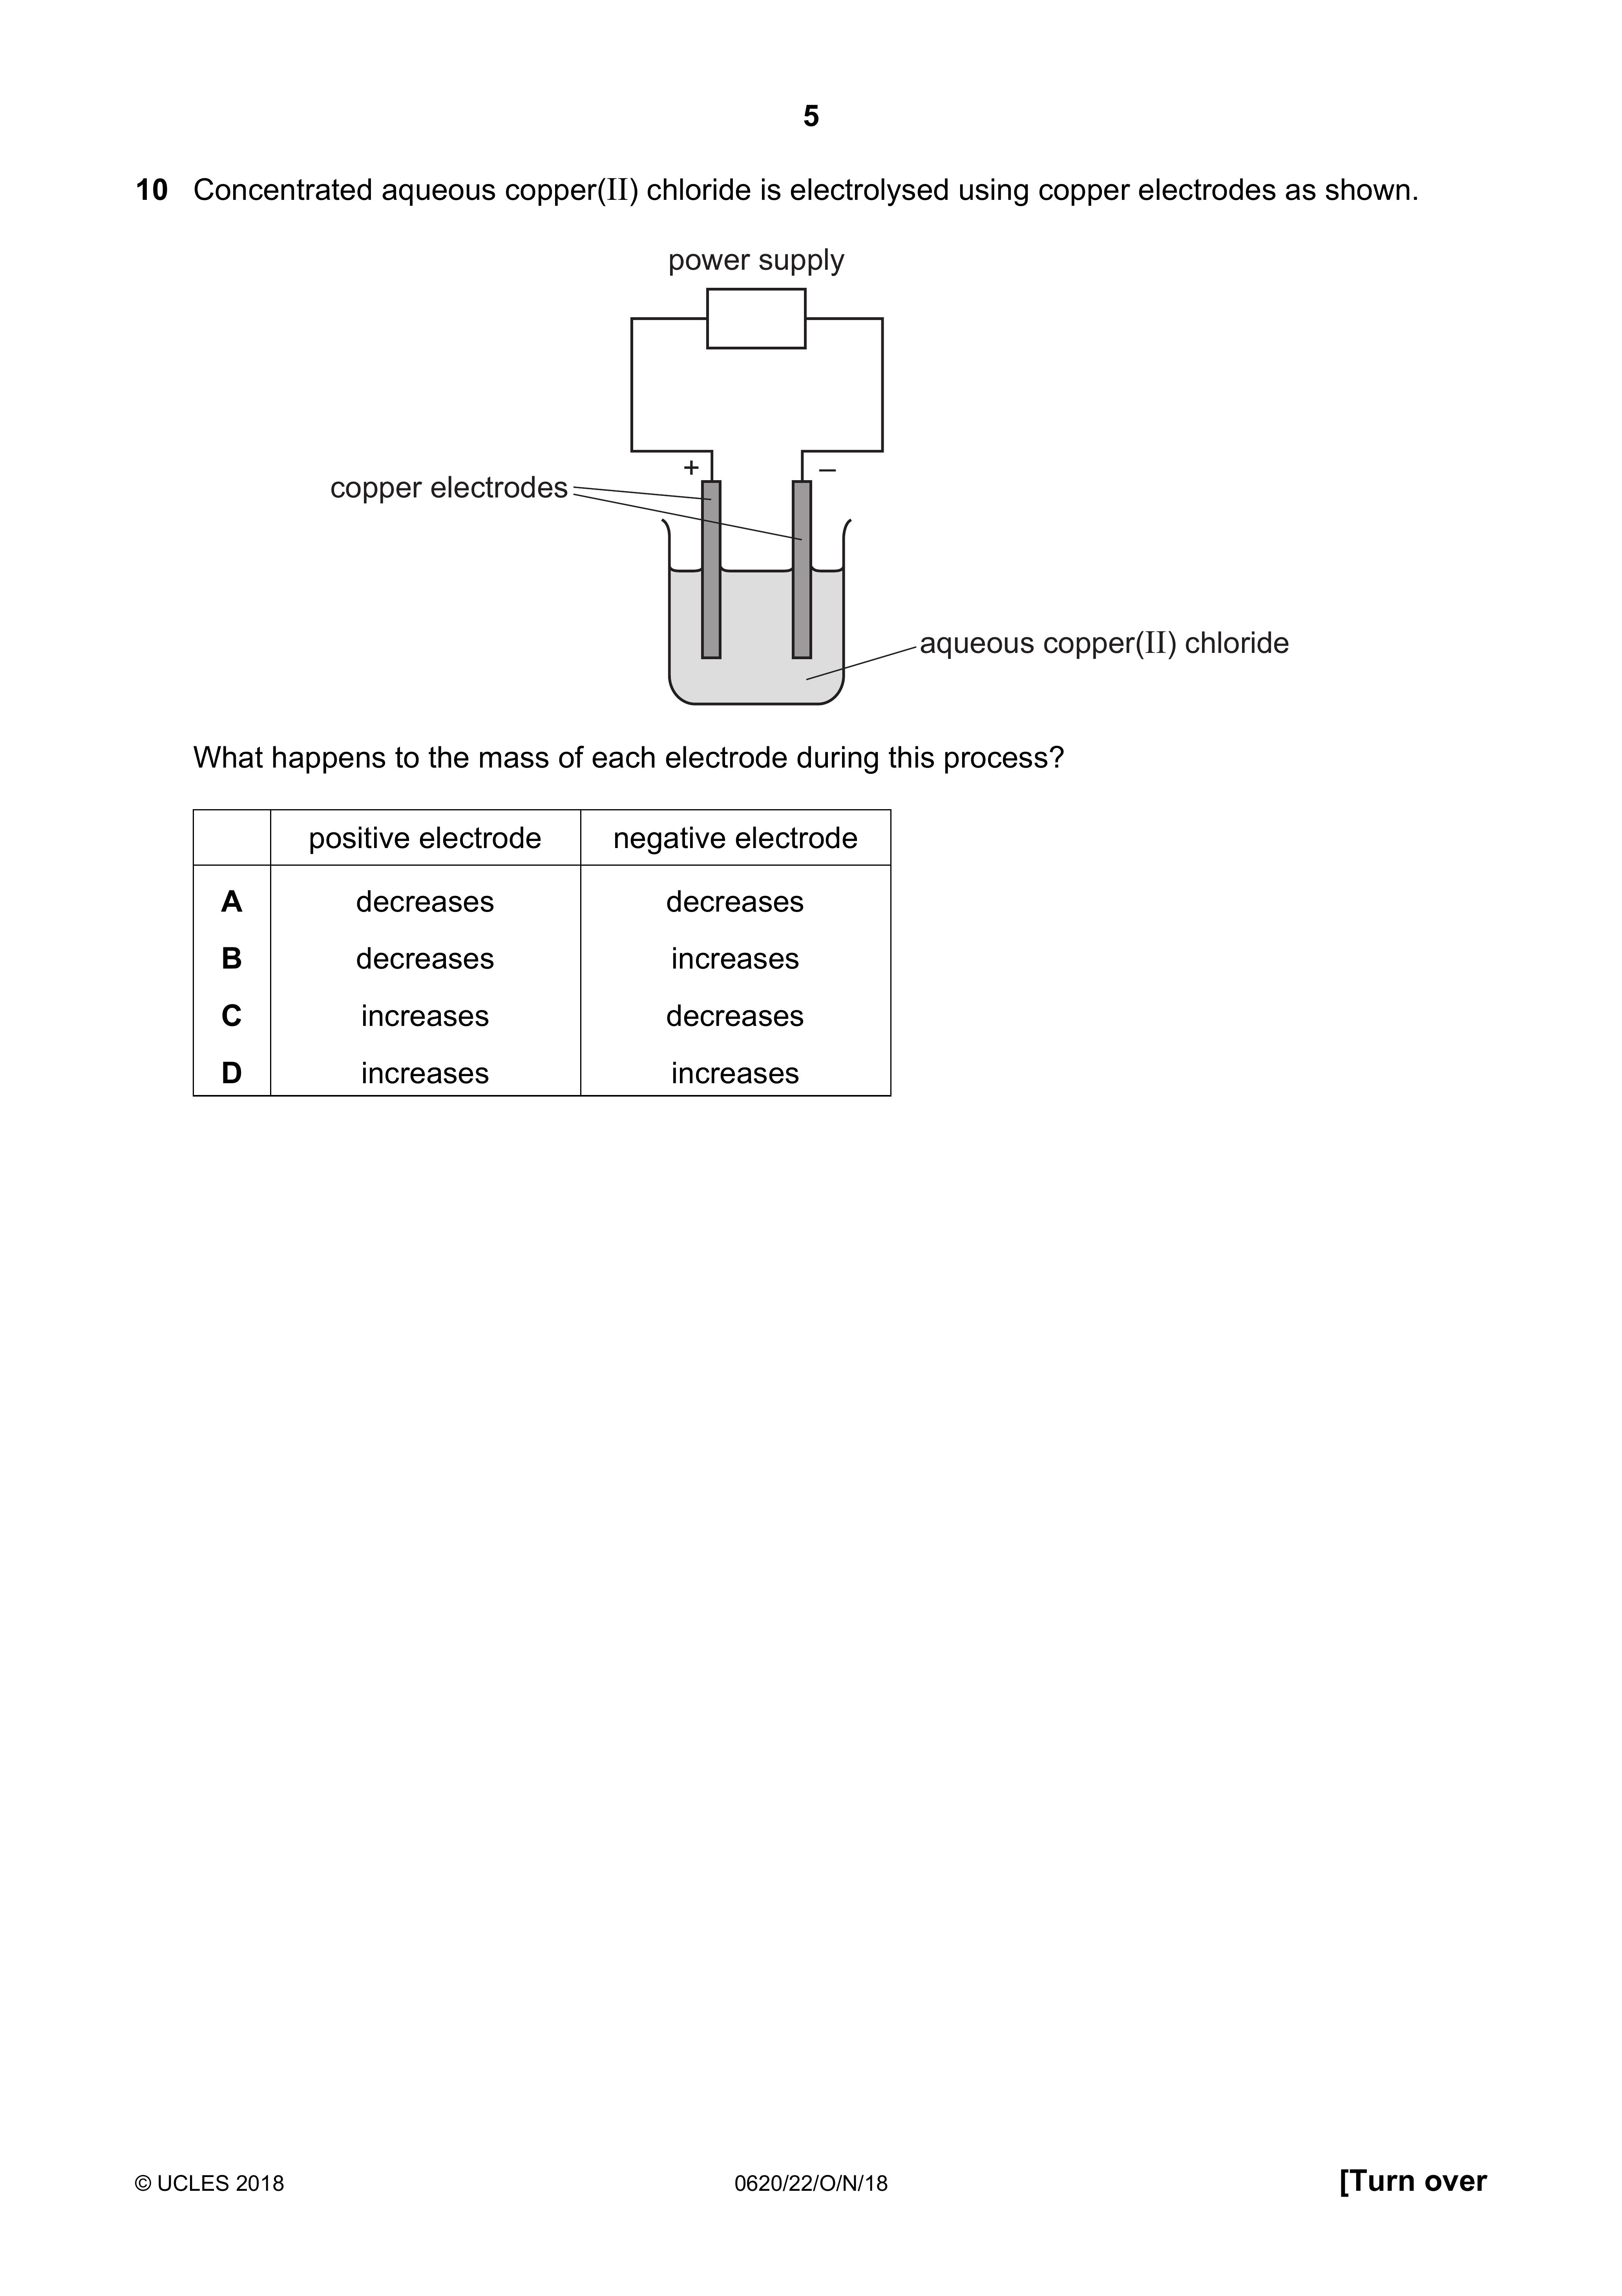 5
10 Concentrated aqueous copper(II) chloride is electrolysed using copper electrodes as shown.
power supply
+ –
copper electrodes
aqueous copper(II) chloride
What happens to the mass of each electrode during this process?
positive electrode negative electrode
A decreases decreases
B decreases increases
C increases decreases
D increases increases
© UCLES 2018 0620/22/O/N/18 [Turn over